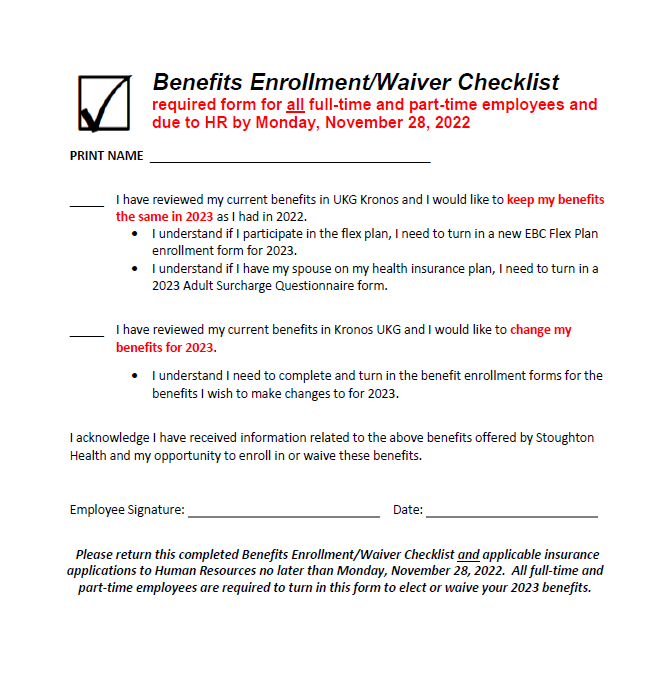 Benefits Enrollment/Waiver Checklist
required form for all full-time and part-time employees and
due to HR by Monday, November 28, 2022
PRINT NAME ____________________
_____ I have reviewed my current benefits in UKG Kronos and I would like to keep my benefits
the same in 2023 as I had in 2022.
• I understand if I participate in the flex plan, I need to turn in a new EBC Flex Plan
enrollment form for 2023.
• I understand if I have my spouse on my health insurance plan, I need to turn in a
2023 Adult Surcharge Questionnaire form.
_____ I have reviewed my current benefits in Kronos UKG and I would like to change my
benefits for 2023.
• I understand I need to complete and turn in the benefit enrollment forms for the
benefits I wish to make changes to for 2023.
I acknowledge I have received information related to the above benefits offered by Stoughton
Health and my opportunity to enroll in or waive these benefits.
Employee Signature: ____________________ Date: ____________________
Please return this completed Benefits Enrollment/Waiver Checklist and applicable insurance
applications to Human Resources no later than Monday, November 28, 2022. All full-time and
part-time employees are required to turn in this form to elect or waive your 2023 benefits.